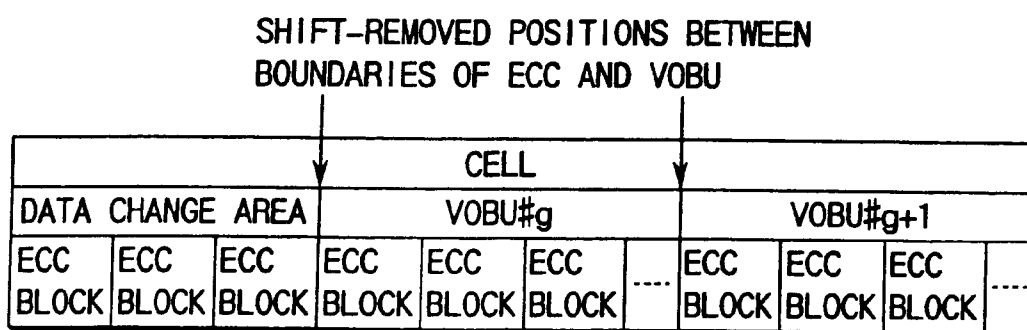 SHIFT-REMOVED POSITIONS BETWEEN
BOUNDARIES OF ECC AND VOBU
CELL
DATA CHANGE AREA VOBU#g VOBU#g+1
ECC ECC ECC ECC ECC ECC ECC ECC ECC
BLOCK BLOCK BLOCK BLOCK BLOCK BLOCK ---- BLOCK BLOCK BLOCK ----